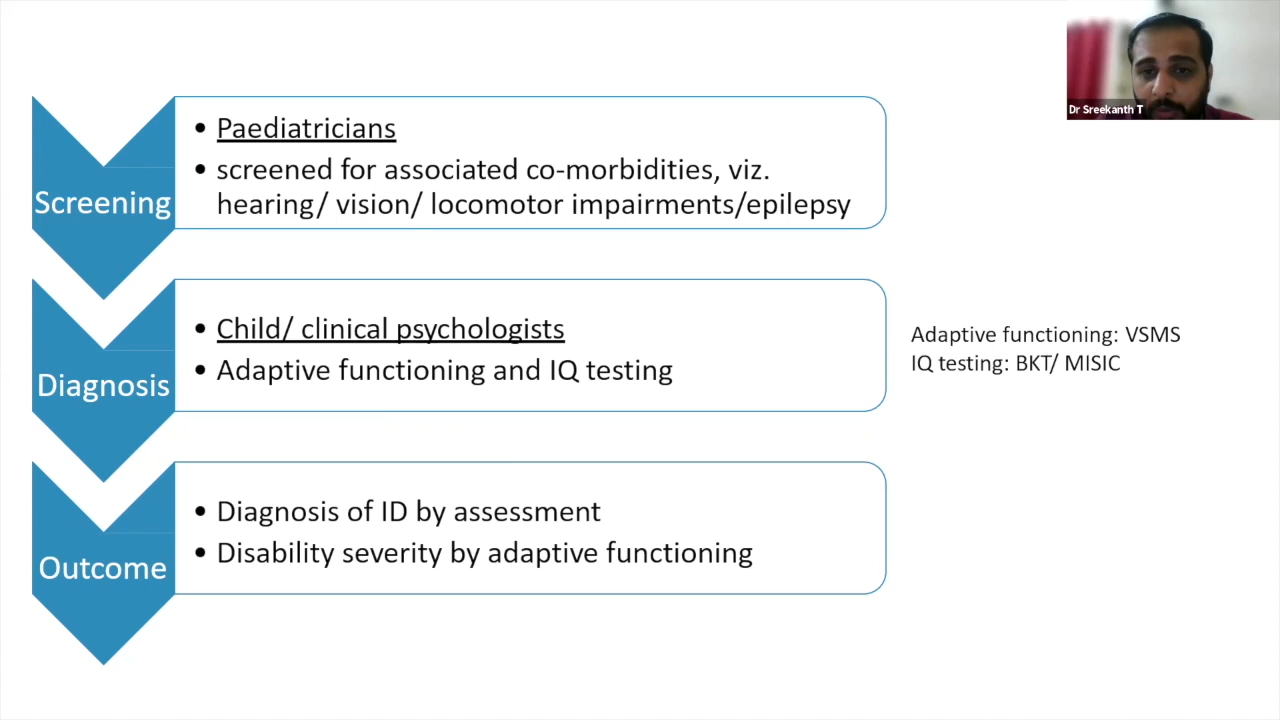 Dr Sreekanth T
Screening
• Paediatricians
• screened for associated co-morbidities, viz.
hearing/ vision/ locomotor impairments/epilepsy
Diagnosis
• Child/ clinical psychologists
• Adaptive functioning and IQ testing
Adaptive functioning: VSMS
IQ testing: BKT/ MISIC
Outcome
• Diagnosis of ID by assessment
• Disability severity by adaptive functioning